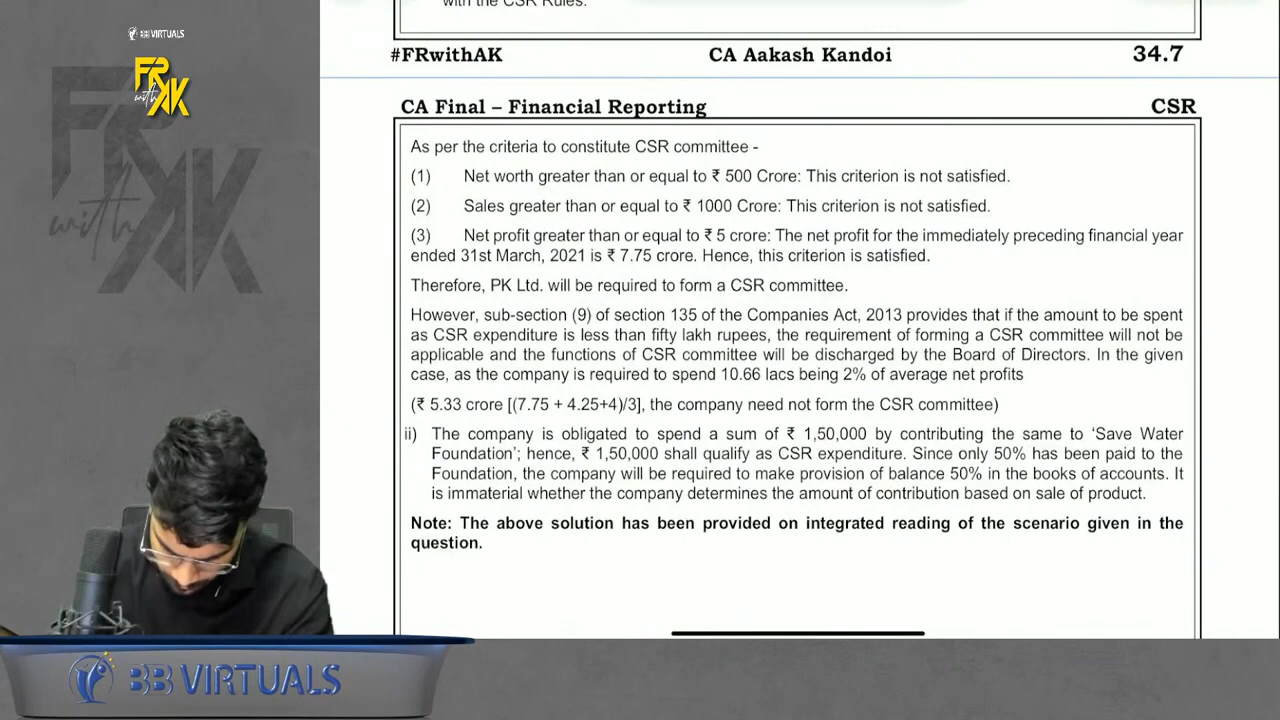 with the CSR Rules.
#FRwithAK CA Aakash Kandoi 34.7
BB VIRTUALS
FR
with
AK
CA Final – Financial Reporting CSR
As per the criteria to constitute CSR committee -
(1) Net worth greater than or equal to ₹ 500 Crore: This criterion is not satisfied.
(2) Sales greater than or equal to ₹ 1000 Crore: This criterion is not satisfied.
(3) Net profit greater than or equal to ₹ 5 crore: The net profit for the immediately preceding financial year
ended 31st March, 2021 is ₹ 7.75 crore. Hence, this criterion is satisfied.
Therefore, PK Ltd. will be required to form a CSR committee.
However, sub-section (9) of section 135 of the Companies Act, 2013 provides that if the amount to be spent
as CSR expenditure is less than fifty lakh rupees, the requirement of forming a CSR committee will not be
applicable and the functions of CSR committee will be discharged by the Board of Directors. In the given
case, as the company is required to spend 10.66 lacs being 2% of average net profits
(₹ 5.33 crore [(7.75 + 4.25+4)/3], the company need not form the CSR committee)
ii) The company is obligated to spend a sum of ₹ 1,50,000 by contributing the same to ‘Save Water
Foundation’; hence, ₹ 1,50,000 shall qualify as CSR expenditure. Since only 50% has been paid to the
Foundation, the company will be required to make provision of balance 50% in the books of accounts. It
is immaterial whether the company determines the amount of contribution based on sale of product.
Note: The above solution has been provided on integrated reading of the scenario given in the
question.
FR
with
AK
BB VIRTUALS